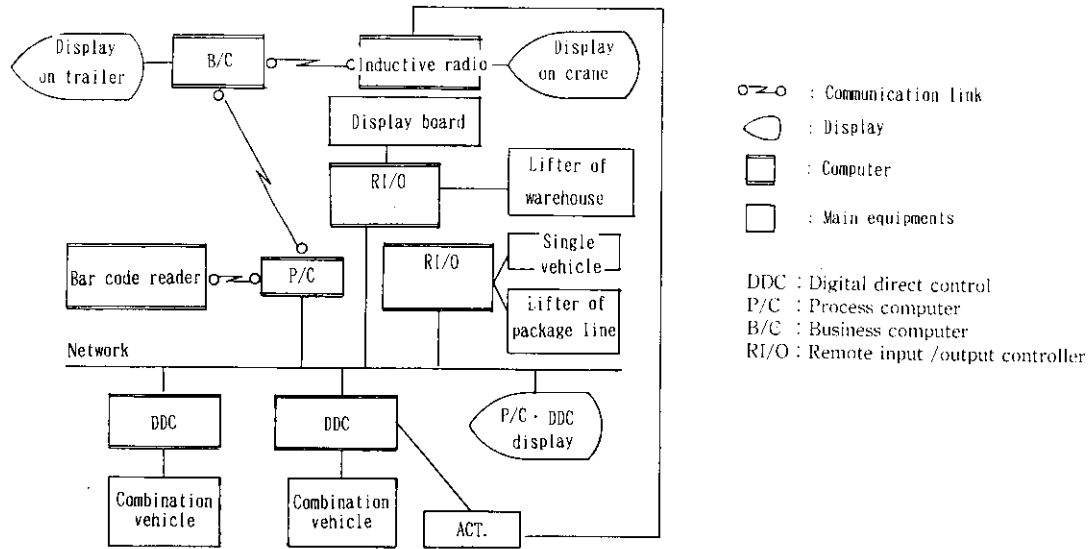 Display
on trailer
B/C
Inductive radio
Display
on crane
Display board
RI/O
Lifter of
warehouse
Bar code reader
P/C
RI/O
Single
vehicle
Lifter of
package line
Network
DDC
DDC
P/C・DDC
display
Combination
vehicle
Combination
vehicle
ACT.
: Communication link
: Display
: Computer
: Main equipments
DDC : Digital direct control
P/C : Process computer
B/C : Business computer
RI/O : Remote input /output controller